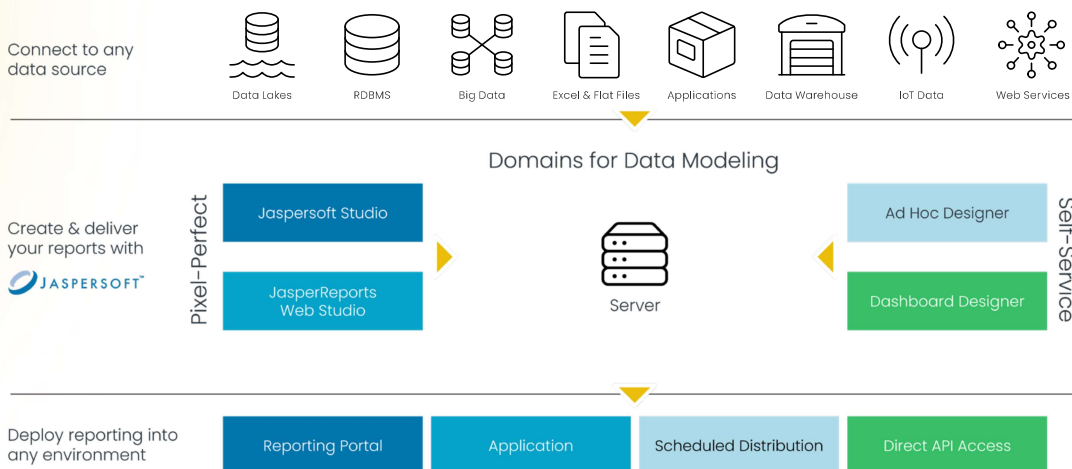 Connect to any
data source
Data Lakes
RDBMS
Big Data
Excel & Flat Files
Applications
Data Warehouse
IoT Data
Web Services
Domains for Data Modeling
Create & deliver
your reports with
JASPERSOFT™
Pixel-Perfect
Jaspersoft Studio
JasperReports
Web Studio
Server
Ad Hoc Designer
Dashboard Designer
Self-Service
Deploy reporting into
any environment
Reporting Portal
Application
Scheduled Distribution
Direct API Access